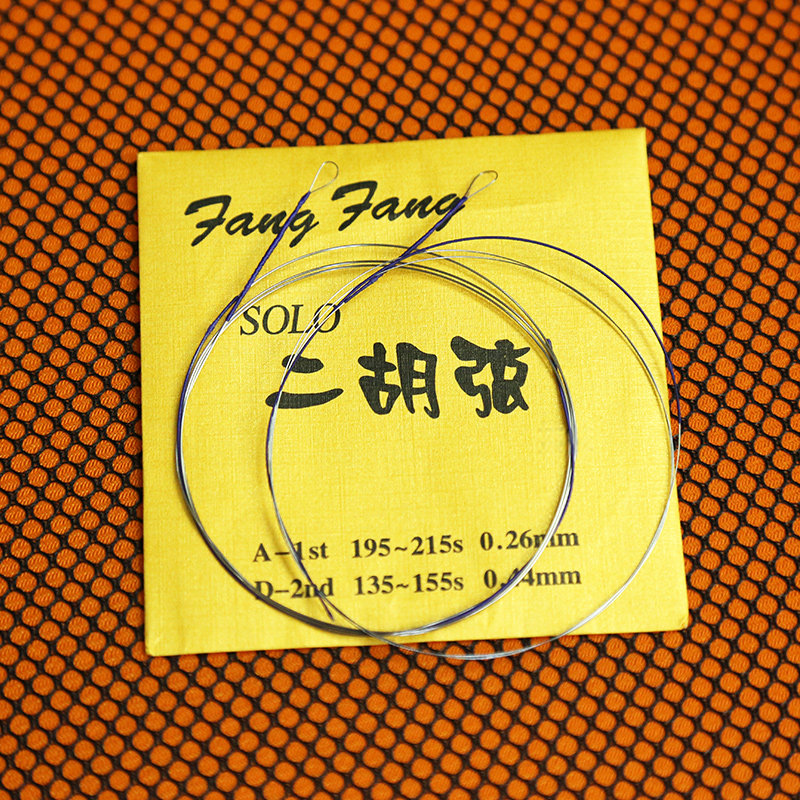 Fang Fang
SOLO
二胡弦
A-1st 195~215s 0.26mm
D-2nd 135~155s 0.44mm